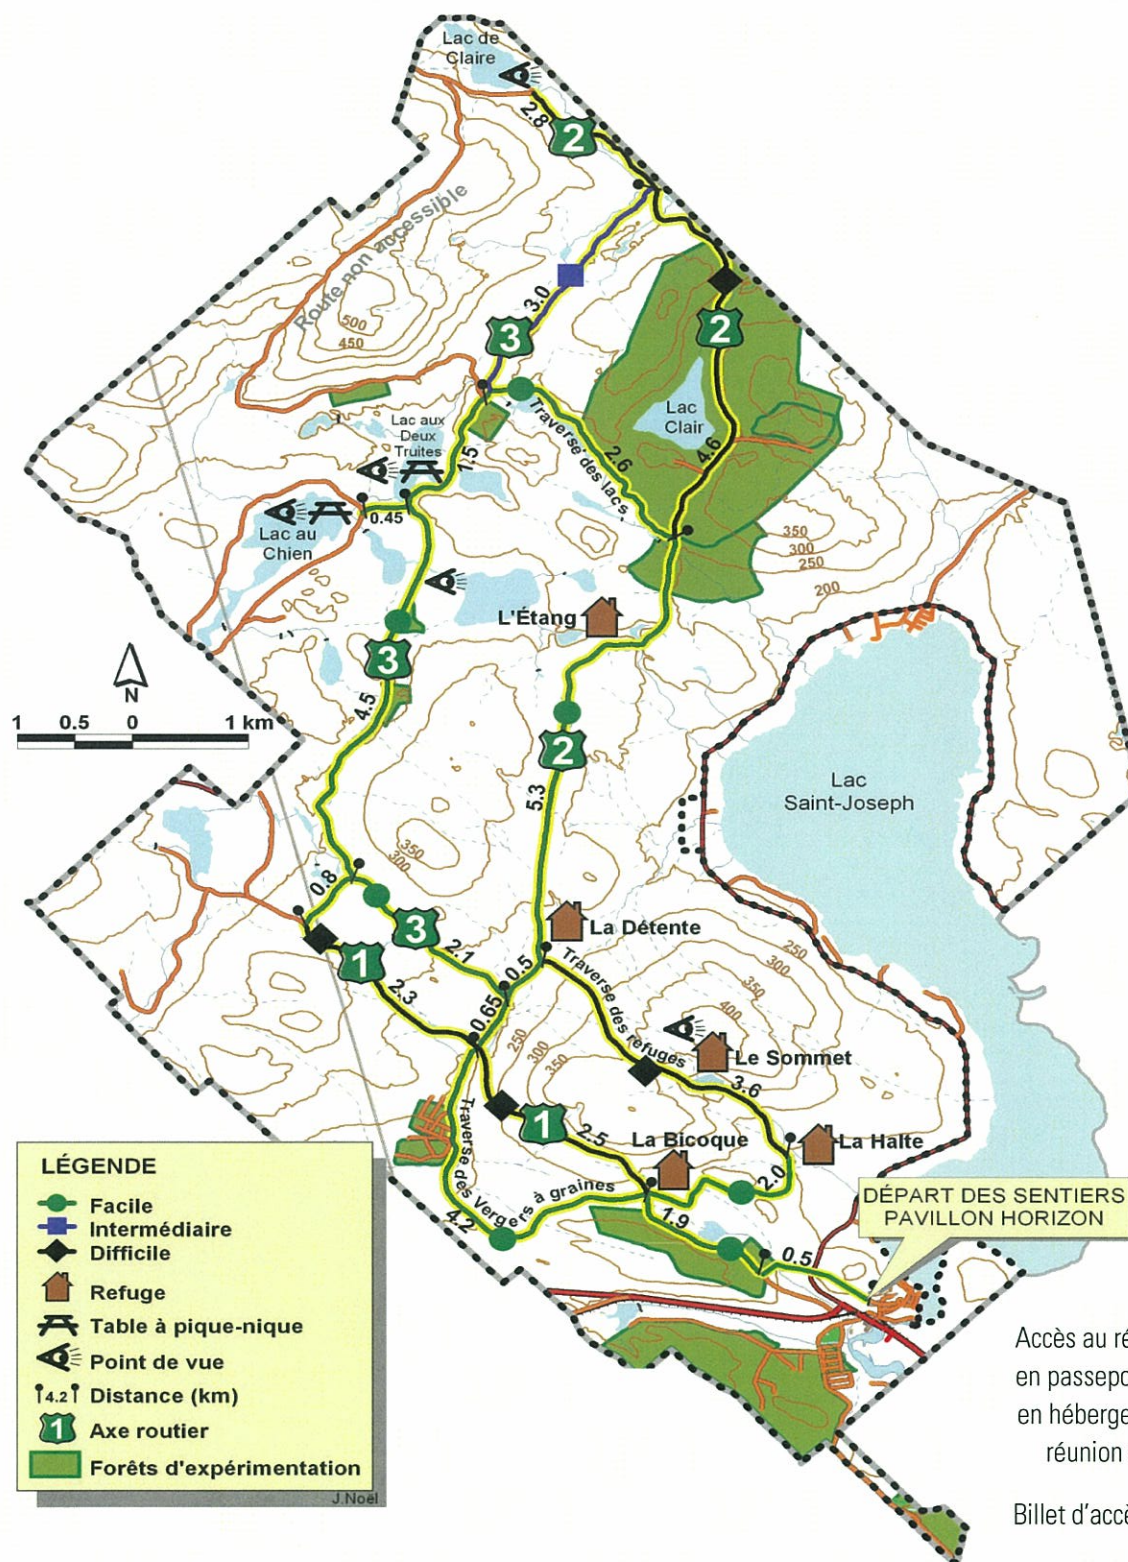 Lac de
Claire
2.8
2
Route non accessible
500
450
3.0
3
2
Lac
Clair
4.6
Traverse des lacs
2.6
Lac aux
Deux
Truites
1.5
0.45
Lac au
Chien
350
300
250
200
L'Étang
3
4.5
N
1 0.5 0 1 km
2
5.3
Lac
Saint-Joseph
350
300
0.8
3
2.1
La Détente
1
2.3
0.5
0.65
Traverse des refuges
250
300
350
400
250
300
350
Le Sommet
3.6
1
2.5
La Bicoque
La Halte
2.0
Traverse des Vergers à graines
4.2
1.9
0.5
DÉPART DES SENTIERS
PAVILLON HORIZON
LÉGENDE
Facile
Intermédiaire
Difficile
Refuge
Table à pique-nique
Point de vue
4.2 Distance (km)
1 Axe routier
Forêts d'expérimentation
J.Noël
Accès au ré
en passepo
en héberge
réunion
Billet d'accè